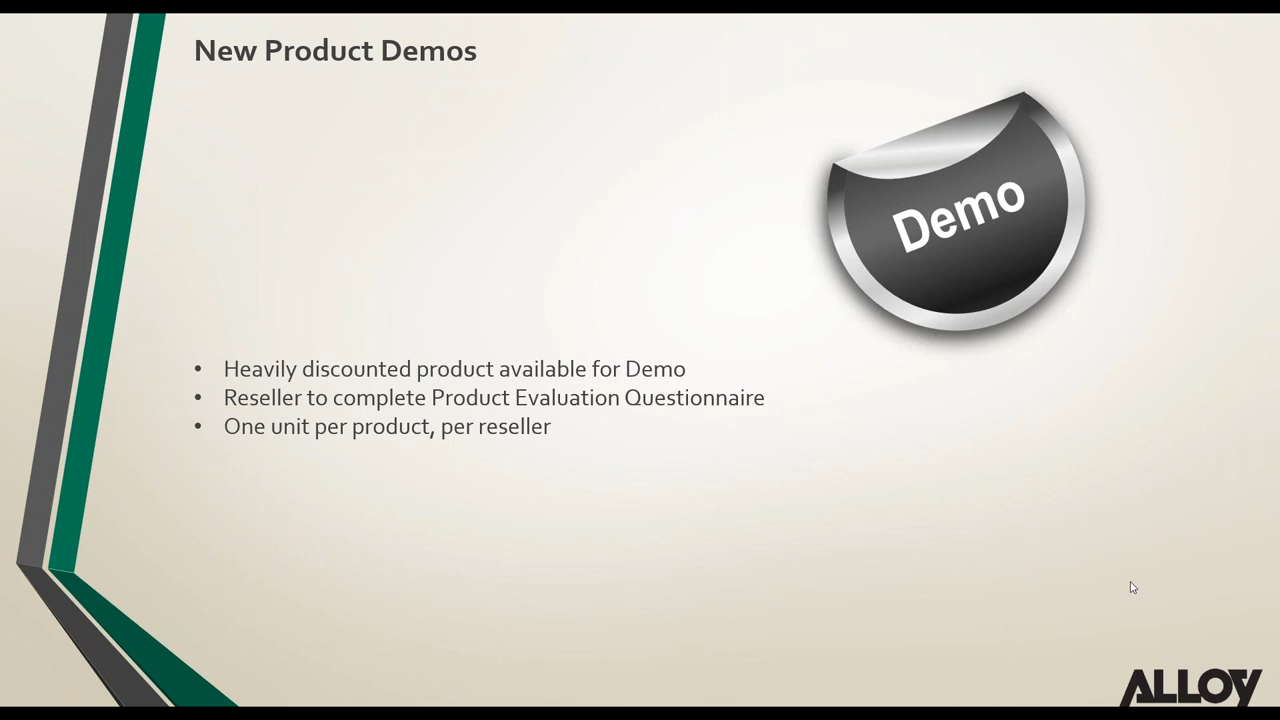 New Product Demos
Demo
• Heavily discounted product available for Demo
• Reseller to complete Product Evaluation Questionnaire
• One unit per product, per reseller
ALLOY